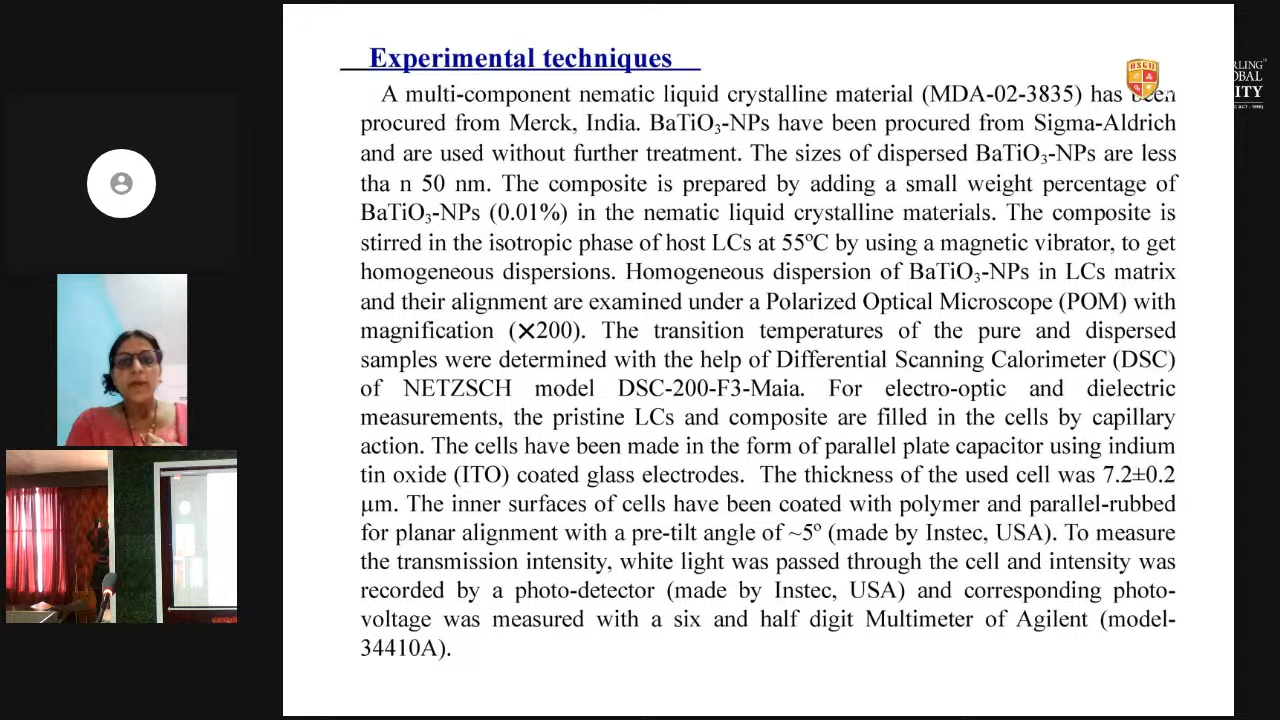 Experimental techniques
A multi-component nematic liquid crystalline material (MDA-02-3835) has been
procured from Merck, India. BaTiO₃-NPs have been procured from Sigma-Aldrich
and are used without further treatment. The sizes of dispersed BaTiO₃-NPs are less
tha n 50 nm. The composite is prepared by adding a small weight percentage of
BaTiO₃-NPs (0.01%) in the nematic liquid crystalline materials. The composite is
stirred in the isotropic phase of host LCs at 55ºC by using a magnetic vibrator, to get
homogeneous dispersions. Homogeneous dispersion of BaTiO₃-NPs in LCs matrix
and their alignment are examined under a Polarized Optical Microscope (POM) with
magnification (×200). The transition temperatures of the pure and dispersed
samples were determined with the help of Differential Scanning Calorimeter (DSC)
of NETZSCH model DSC-200-F3-Maia. For electro-optic and dielectric
measurements, the pristine LCs and composite are filled in the cells by capillary
action. The cells have been made in the form of parallel plate capacitor using indium
tin oxide (ITO) coated glass electrodes. The thickness of the used cell was 7.2±0.2
μm. The inner surfaces of cells have been coated with polymer and parallel-rubbed
for planar alignment with a pre-tilt angle of ~5º (made by Instec, USA). To measure
the transmission intensity, white light was passed through the cell and intensity was
recorded by a photo-detector (made by Instec, USA) and corresponding photo-
voltage was measured with a six and half digit Multimeter of Agilent (model-
34410A).
DSGU
RLING
OBAL
ITY